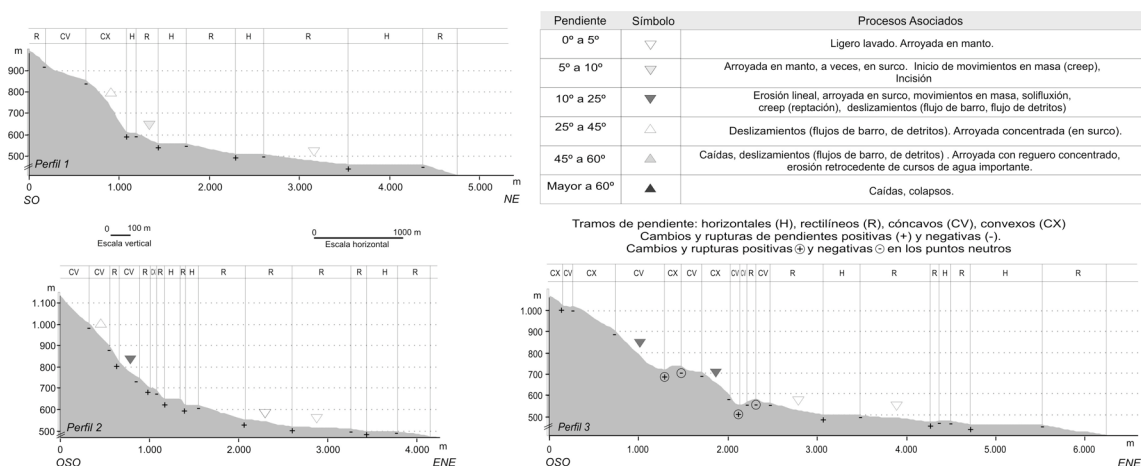 R CV CX H R H R H R H R
m
900
800
700
600
500
Perfil 1
0 1.000 2.000 3.000 4.000 5.000 m
SO NE
Pendiente Símbolo Procesos Asociados
0º a 5º Ligero lavado. Arroyada en manto.
5º a 10º Arroyada en manto, a veces, en surco. Inicio de movimientos en masa (creep),
Incisión
10º a 25º Erosión lineal, arroyada en surco, movimientos en masa, solifluxión,
creep (reptación), deslizamientos (flujo de barro, flujo de detritos)
25º a 45º Deslizamientos (flujos de barro, de detritos). Arroyada concentrada (en surco).
45º a 60º Caídas, deslizamientos (flujos de barro, de detritos) . Arroyada con reguero concentrado,
erosión retrocedente de cursos de agua importante.
Mayor a 60º Caídas, colapsos.
0 100 m
Escala vertical
0 1000 m
Escala horizontal
Tramos de pendiente: horizontales (H), rectilíneos (R), cóncavos (CV), convexos (CX)
Cambios y rupturas de pendientes positivas (+) y negativas (-).
Cambios y rupturas positivas ⊕ y negativas ⊖ en los puntos neutros
CV CV R CV R R H R H R R R H R
m
1.100
1.000
900
800
700
600
500
Perfil 2
0 1.000 2.000 3.000 4.000 m
OSO ENE
CX CV CX CV CX CV CX CV R CV R H R R H R H R
m
1.000
900
800
700
600
500
400
Perfil 3
0 1.000 2.000 3.000 4.000 5.000 6.000 m
OSO ENE